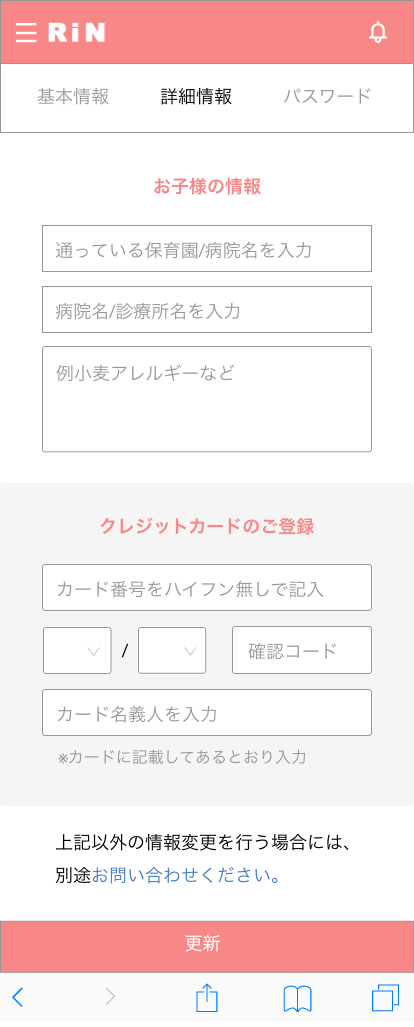 RiN
基本情報 詳細情報 パスワード
お子様の情報
通っている保育園/病院名を入力
病院名/診療所名を入力
例小麦アレルギーなど
クレジットカードのご登録
カード番号をハイフン無しで記入
/ 確認コード
カード名義人を入力
※カードに記載してあるとおり入力
上記以外の情報変更を行う場合には、
別途お問い合わせください。
更新